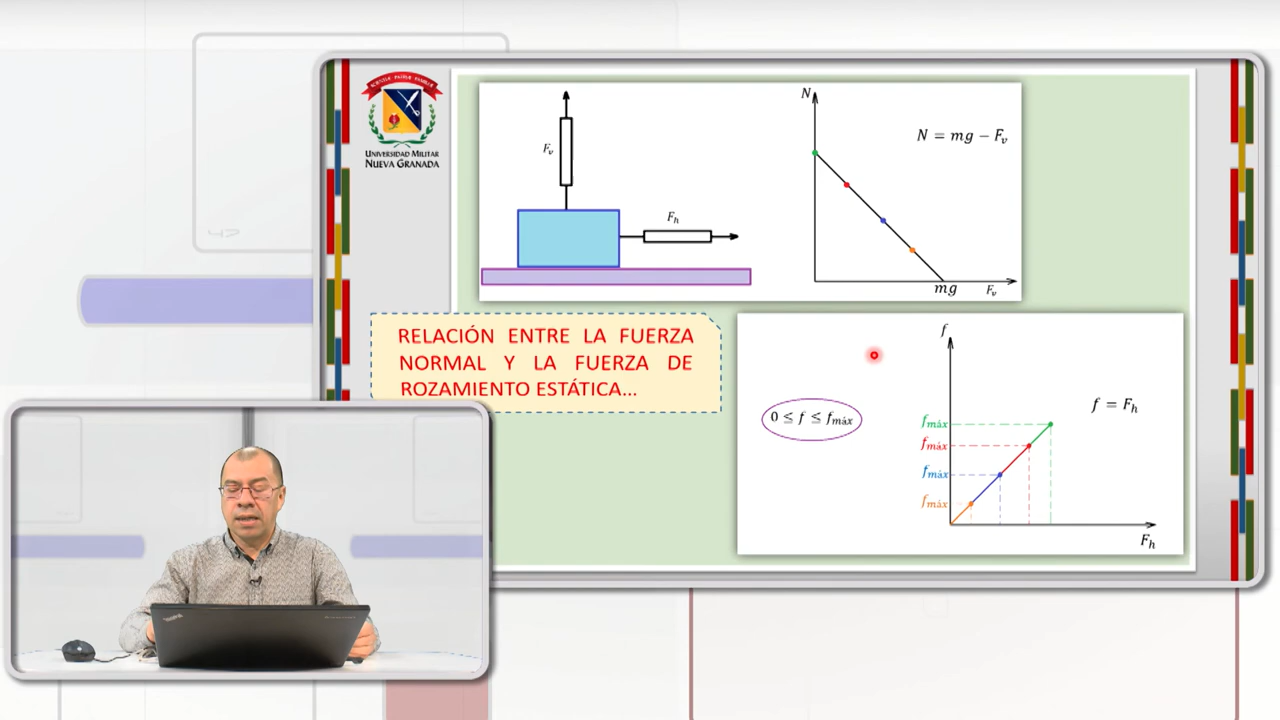 UNIVERSIDAD MILITAR
NUEVA GRANADA
F_v
F_h
N
N = mg − F_v
mg
F_v
RELACIÓN ENTRE LA FUERZA
NORMAL Y LA FUERZA DE
ROZAMIENTO ESTÁTICA...
f
0 ≤ f ≤ f_máx
f = F_h
f_máx
f_máx
f_máx
f_máx
F_h